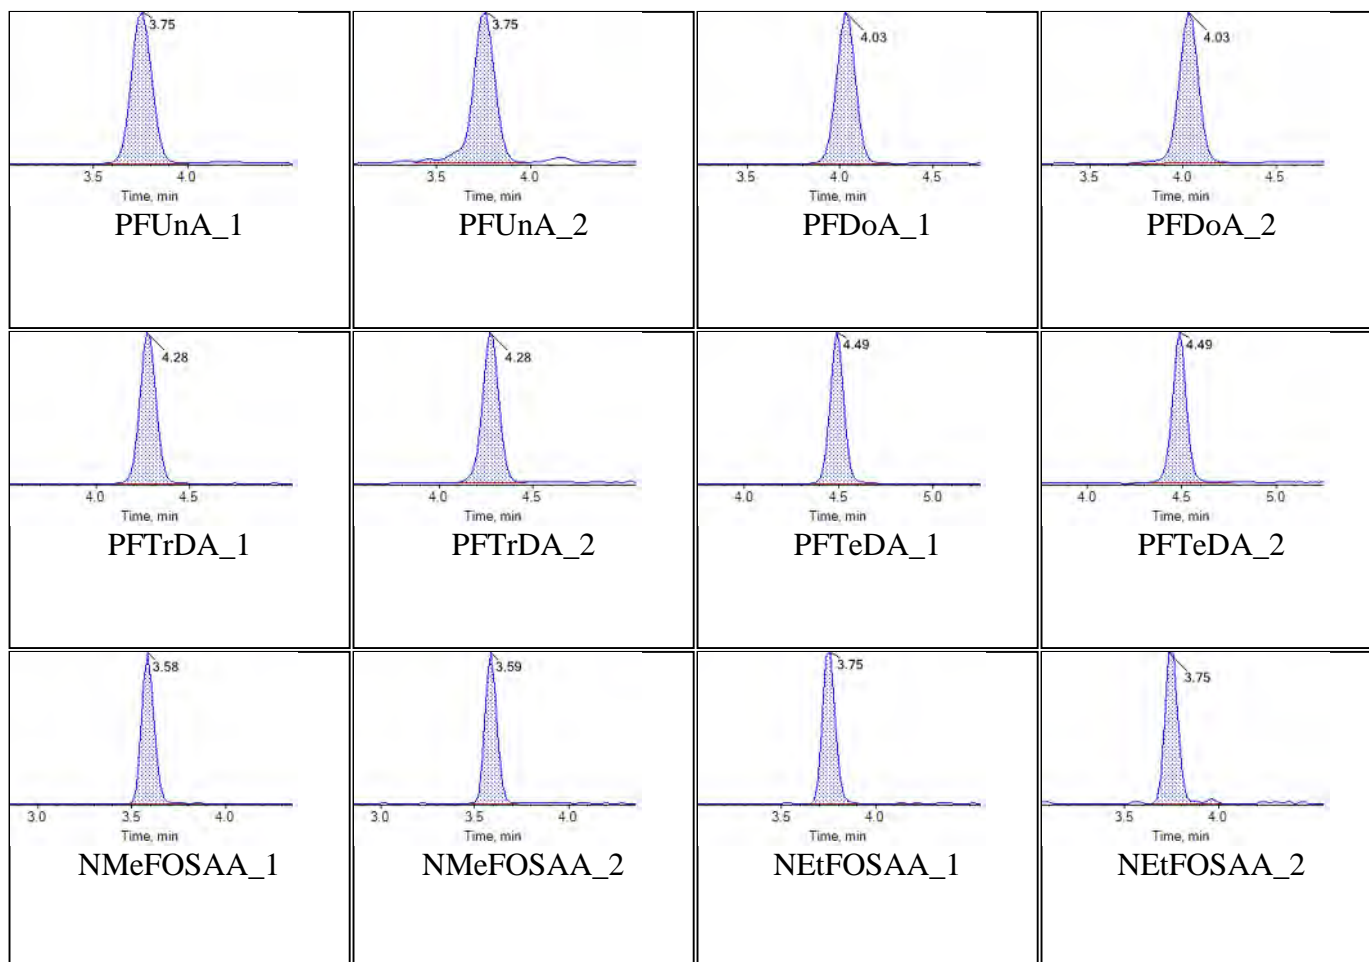 3.75
3.5 4.0
Time, min
PFUnA_1
3.75
3.5 4.0
Time, min
PFUnA_2
4.03
3.5 4.0 4.5
Time, min
PFDoA_1
4.03
3.5 4.0 4.5
Time, min
PFDoA_2
4.28
4.0 4.5
Time, min
PFTrDA_1
4.28
4.0 4.5
Time, min
PFTrDA_2
4.49
4.0 4.5 5.0
Time, min
PFTeDA_1
4.49
4.0 4.5 5.0
Time, min
PFTeDA_2
3.58
3.0 3.5 4.0
Time, min
NMeFOSAA_1
3.59
3.0 3.5 4.0
Time, min
NMeFOSAA_2
3.75
3.5 4.0
Time, min
NEtFOSAA_1
3.75
3.5 4.0
Time, min
NEtFOSAA_2